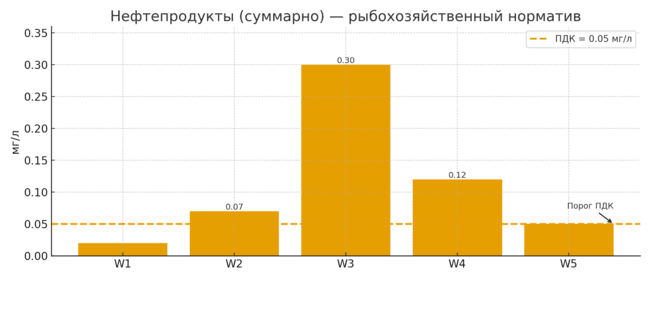 Нефтепродукты (суммарно) — рыбохозяйственный норматив
0.35
0.30
0.25
0.20
0.15
0.10
0.05
0.00
мг/л
ПДК = 0.05 мг/л
0.07
0.30
0.12
Порог ПДК
W1
W2
W3
W4
W5